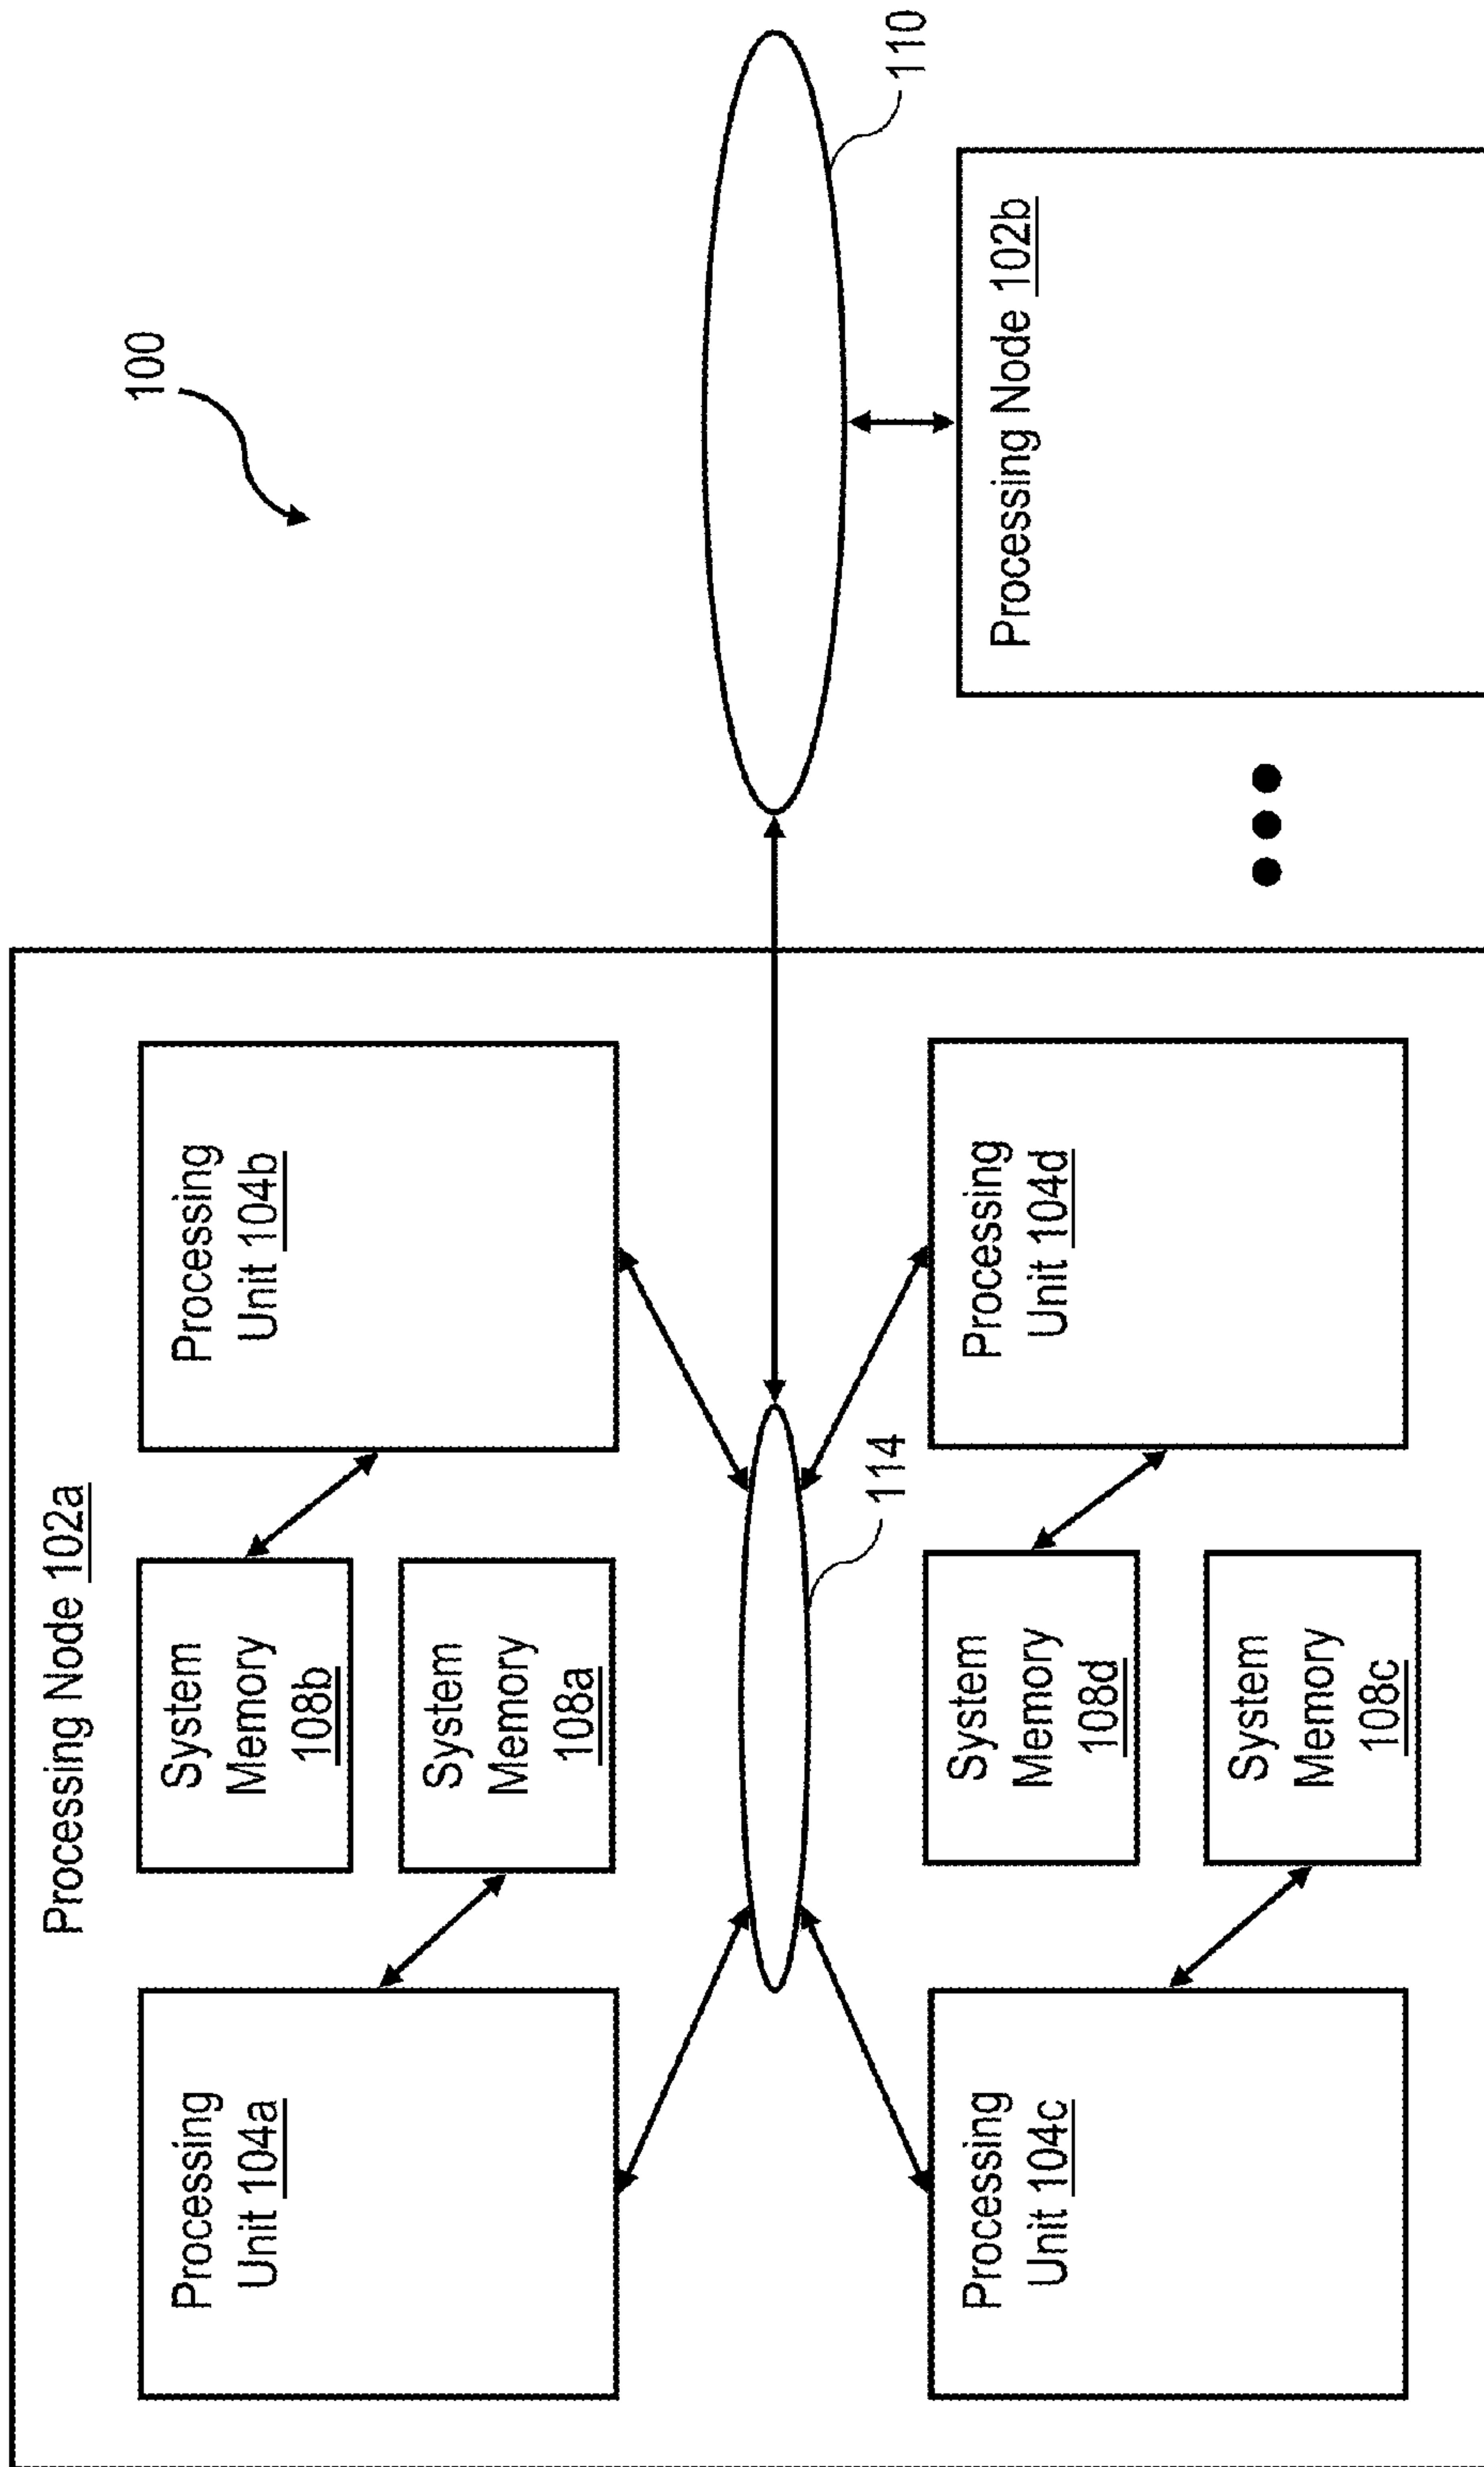 100
Processing Node 102a
Processing
Unit 104a
System
Memory
108b
System
Memory
108a
Processing
Unit 104b
114
110
Processing
Unit 104c
System
Memory
108d
System
Memory
108c
Processing
Unit 104d
Processing Node 102b